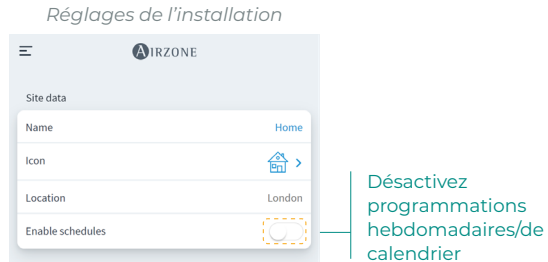 Réglages de l'installation
AIRZONE
Site data
Name Home
Icon
Location London
Enable schedules
Désactivez
programmations
hebdomadaires/de
calendrier